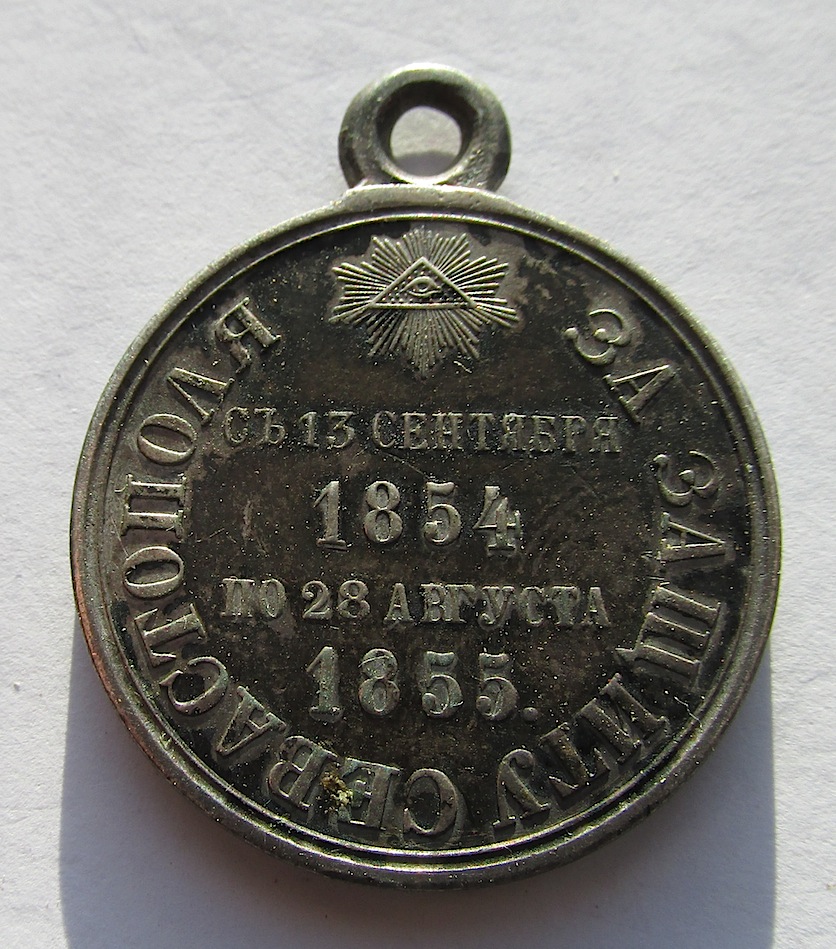 ЗА ЗАЩИТУ СЕВАСТОПОЛЯ
СЪ 13 СЕНТЯБРЯ
1854
ПО 28 АВГУСТА
1855.